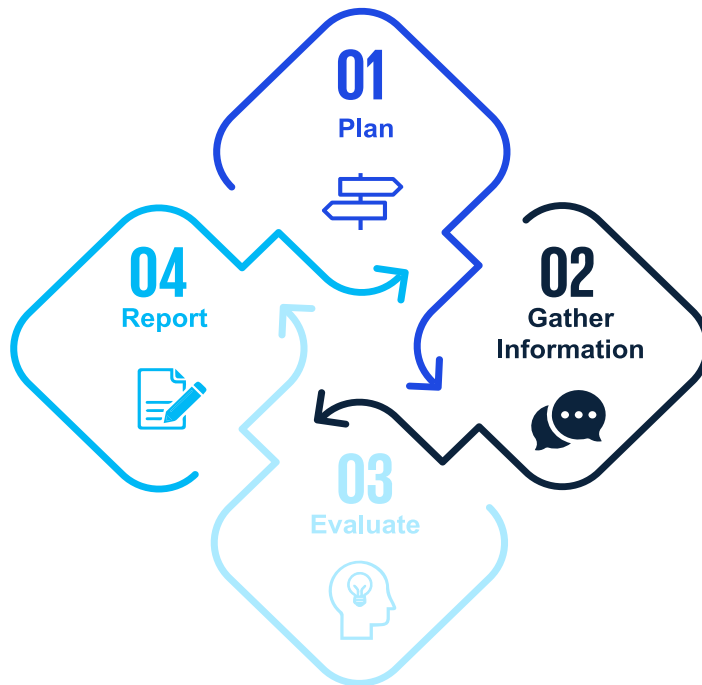 01
Plan
02
Gather
Information
03
Evaluate
04
Report